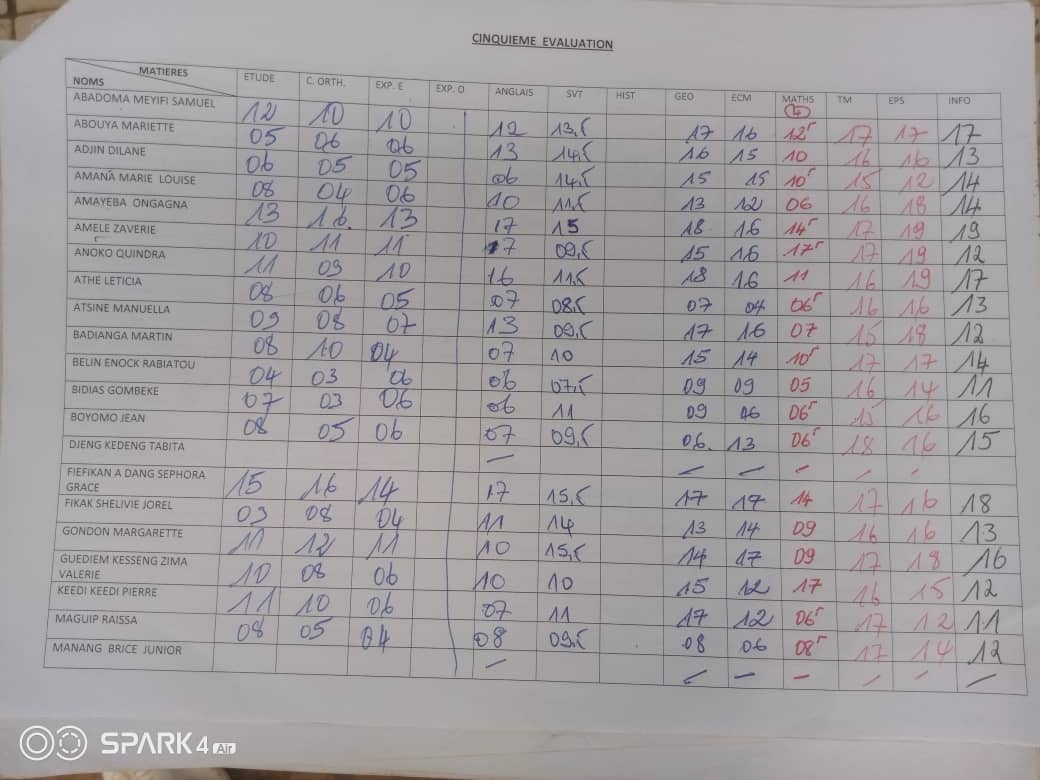 CINQUIEME EVALUATION
MATIERES
NOMS ETUDE C. ORTH. EXP. E EXP. O ANGLAIS SVT HIST GEO ECM MATHS TM EPS INFO
4
ABADOMA MEYIFI SAMUEL 12 10 10 12 13,5 17 16 12,5 17 17 17
ABOUYA MARIETTE 05 06 06 13 14,5 16 15 10 16 16 13
ADJIN DILANE 06 05 05 06 14,5 15 15 10,5 15 12 14
AMANA MARIE LOUISE 08 04 06 10 11,5 13 12 06 16 18 14
AMAYEBA ONGAGNA 13 16. 13 17 15 18 16 14,5 17 19 19
AMELE ZAVERIE 10 11 11 17 09,5 15 16 17,5 17 19 12
ANOKO QUINDRA 11 09 10 16 11,5 18 16 11 16 19 17
ATHE LETICIA 08 06 05 07 08,5 07 04 06,5 16 16 13
ATSINE MANUELLA 09 08 07 13 09,5 17 16 07 15 18 12
BADIANGA MARTIN 08 10 04 07 10 15 14 10,5 17 17 14
BELIN ENOCK RABIATOU 04 03 06 06 07,5 09 09 05 16 14 11
BIDIAS GOMBEKE 07 03 06 06 11 09 06 06,5 15 16 16
BOYOMO JEAN 08 05 06 07 09,5 06. 13 06,5 18 16 15
DJENG KEDENG TABITA — — — — — —
FIEFIKAN A DANG SEPHORA
GRACE 15 16 14 17 15,5 17 17 14 17 16 18
FIKAK SHELIVIE JOREL 03 08 04 11 14 13 14 09 16 16 13
GONDON MARGARETTE 11 12 11 10 15,5 14 17 09 17 18 16
GUEDIEM KESSENG ZIMA
VALERIE 10 08 06 10 10 15 12 17 16 15 12
KEEDI KEEDI PIERRE 11 10 06 07 11 17 12 06,5 17 12 11
MAGUIP RAISSA 08 05 04 08 09,5 08 06 08,5 17 14 12
MANANG BRICE JUNIOR — — — — — — —
SPARK 4 Air